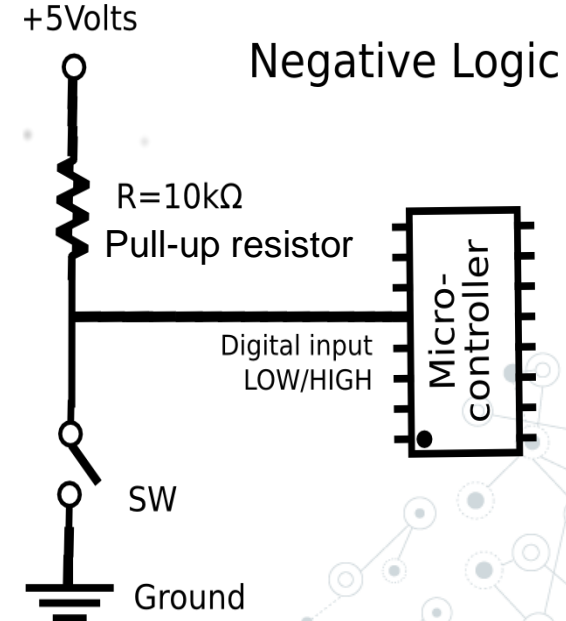 +5Volts
Negative Logic
R=10kΩ
Pull-up resistor
Micro-
controller
Digital input
LOW/HIGH
SW
Ground